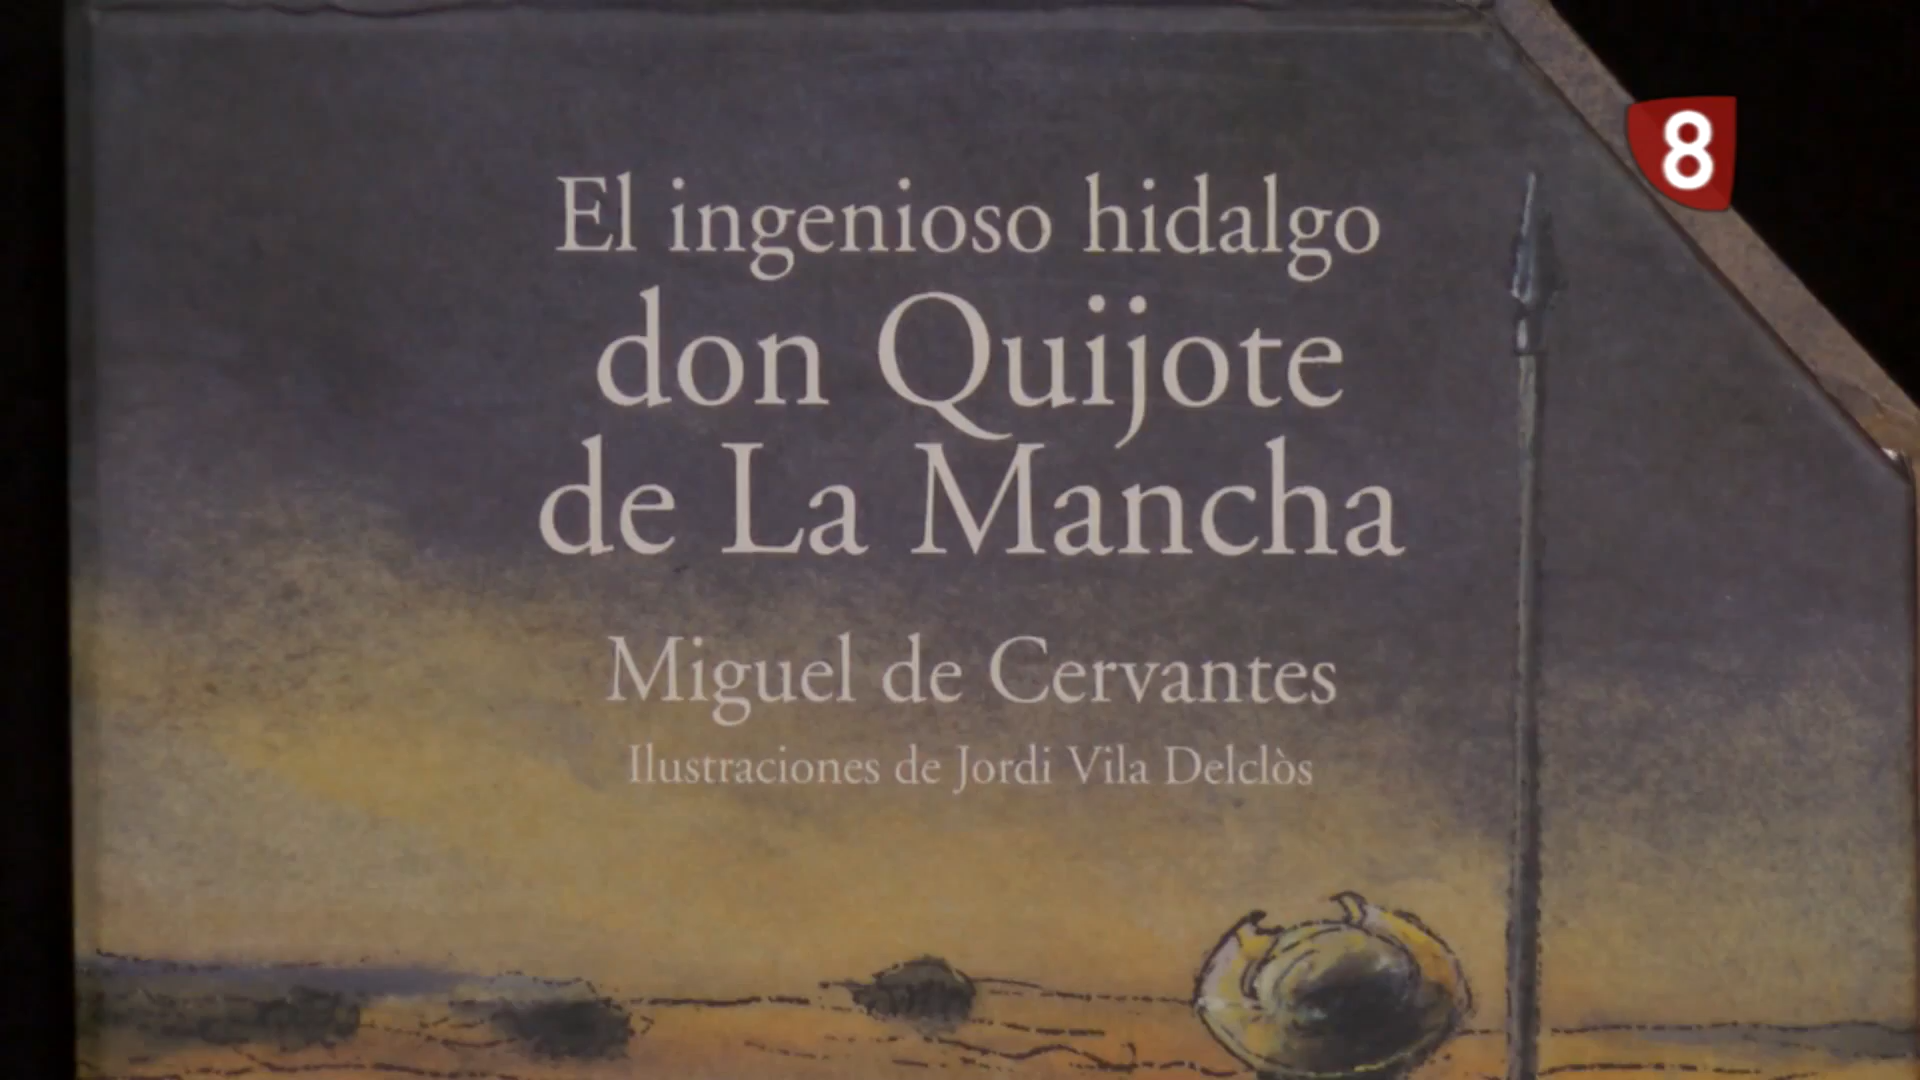 8
El ingenioso hidalgo
don Quijote
de La Mancha
Miguel de Cervantes
Ilustraciones de Jordi Vila Delclòs